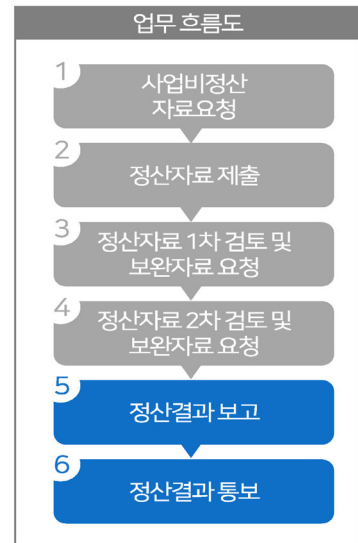 업무 흐름도
1
사업비정산
자료요청
2
정산자료 제출
3
정산자료 1차 검토 및
보완자료 요청
4
정산자료 2차 검토 및
보완자료 요청
5
정산결과 보고
6
정산결과 통보